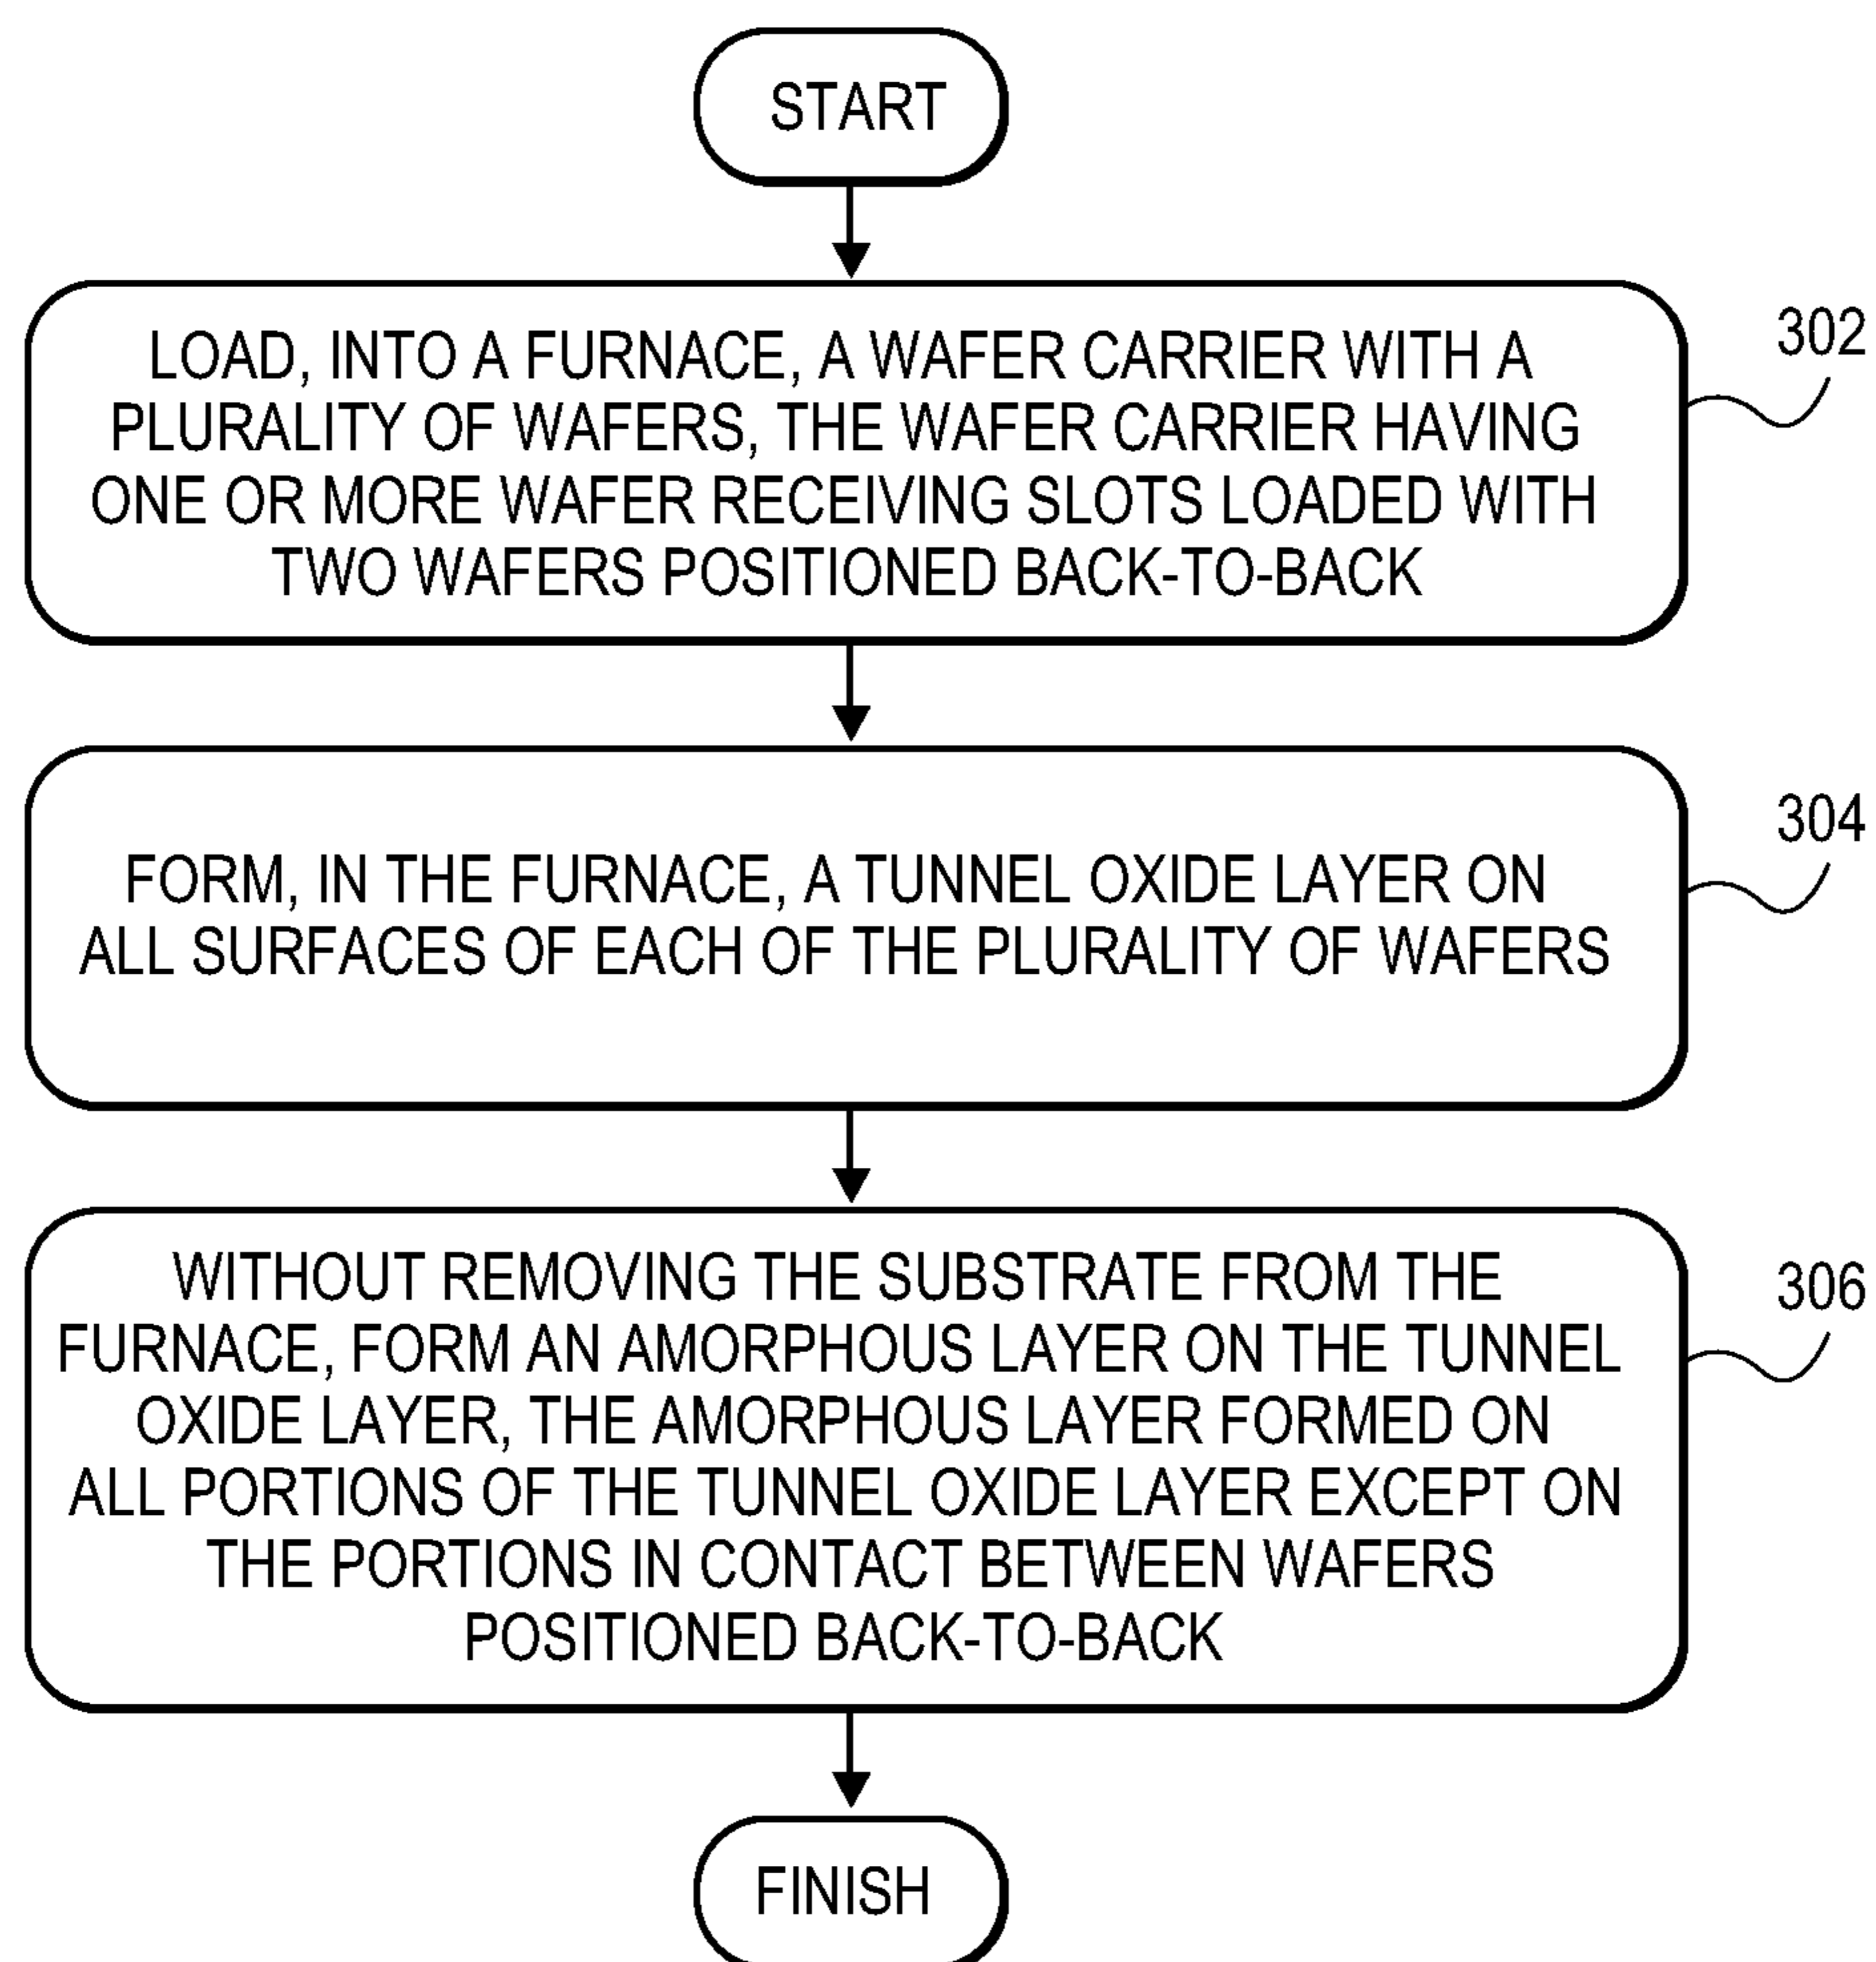 START
LOAD, INTO A FURNACE, A WAFER CARRIER WITH A
PLURALITY OF WAFERS, THE WAFER CARRIER HAVING
ONE OR MORE WAFER RECEIVING SLOTS LOADED WITH
TWO WAFERS POSITIONED BACK-TO-BACK
302
FORM, IN THE FURNACE, A TUNNEL OXIDE LAYER ON
ALL SURFACES OF EACH OF THE PLURALITY OF WAFERS
304
WITHOUT REMOVING THE SUBSTRATE FROM THE
FURNACE, FORM AN AMORPHOUS LAYER ON THE TUNNEL
OXIDE LAYER, THE AMORPHOUS LAYER FORMED ON
ALL PORTIONS OF THE TUNNEL OXIDE LAYER EXCEPT ON
THE PORTIONS IN CONTACT BETWEEN WAFERS
POSITIONED BACK-TO-BACK
306
FINISH